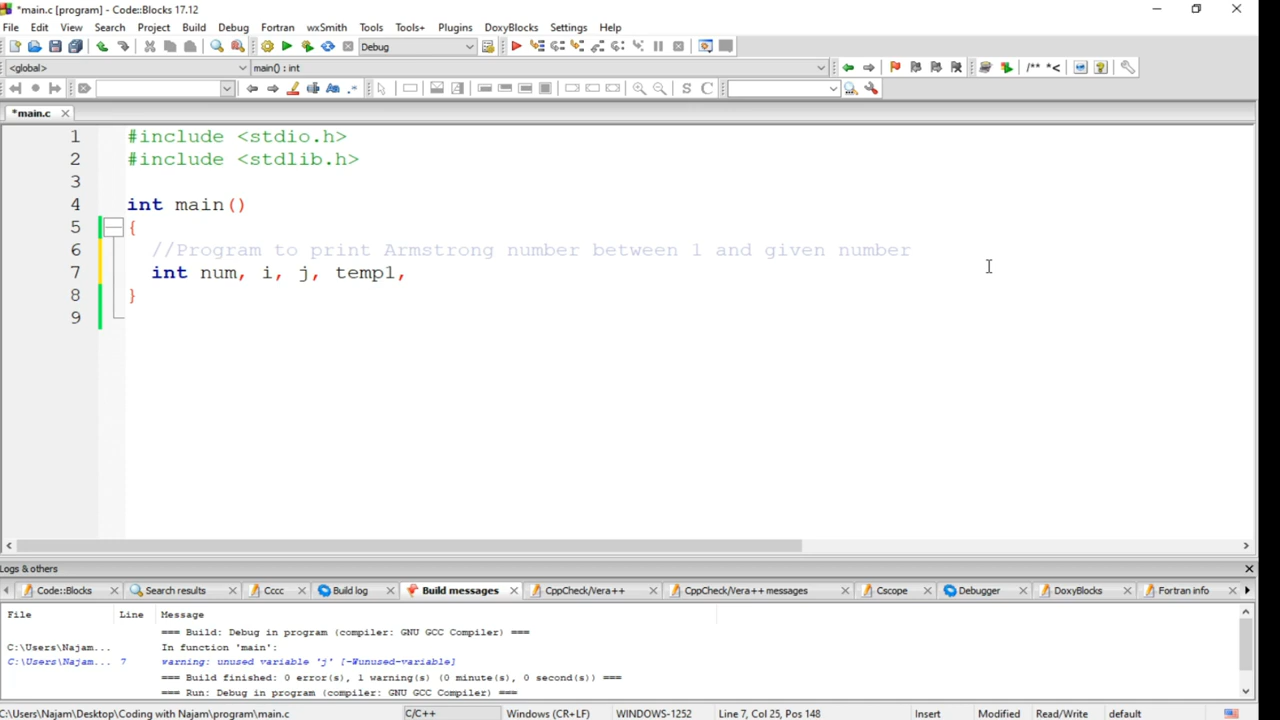 *main.c [program] - Code::Blocks 17.12
File Edit View Search Project Build Debug Fortran wxSmith Tools Tools+ Plugins DoxyBlocks Settings Help
Debug
<global> main() : int
/** *<
S C
*main.c
1 #include <stdio.h>
2 #include <stdlib.h>
3
4 int main()
5 {
6 //Program to print Armstrong number between 1 and given number
7 int num, i, j, temp1,
8 }
9
Logs & others
Code::Blocks Search results Cccc Build log Build messages CppCheck/Vera++ CppCheck/Vera++ messages Cscope Debugger DoxyBlocks Fortran info
File Line Message
=== Build: Debug in program (compiler: GNU GCC Compiler) ===
C:\Users\Najam... In function 'main':
C:\Users\Najam... 7 warning: unused variable 'j' [-Wunused-variable]
=== Build finished: 0 error(s), 1 warning(s) (0 minute(s), 0 second(s)) ===
=== Run: Debug in program (compiler: GNU GCC Compiler) ===
C:\Users\Najam\Desktop\Coding with Najam\program\main.c C/C++ Windows (CR+LF) WINDOWS-1252 Line 7, Col 25, Pos 148 Insert Modified Read/Write default